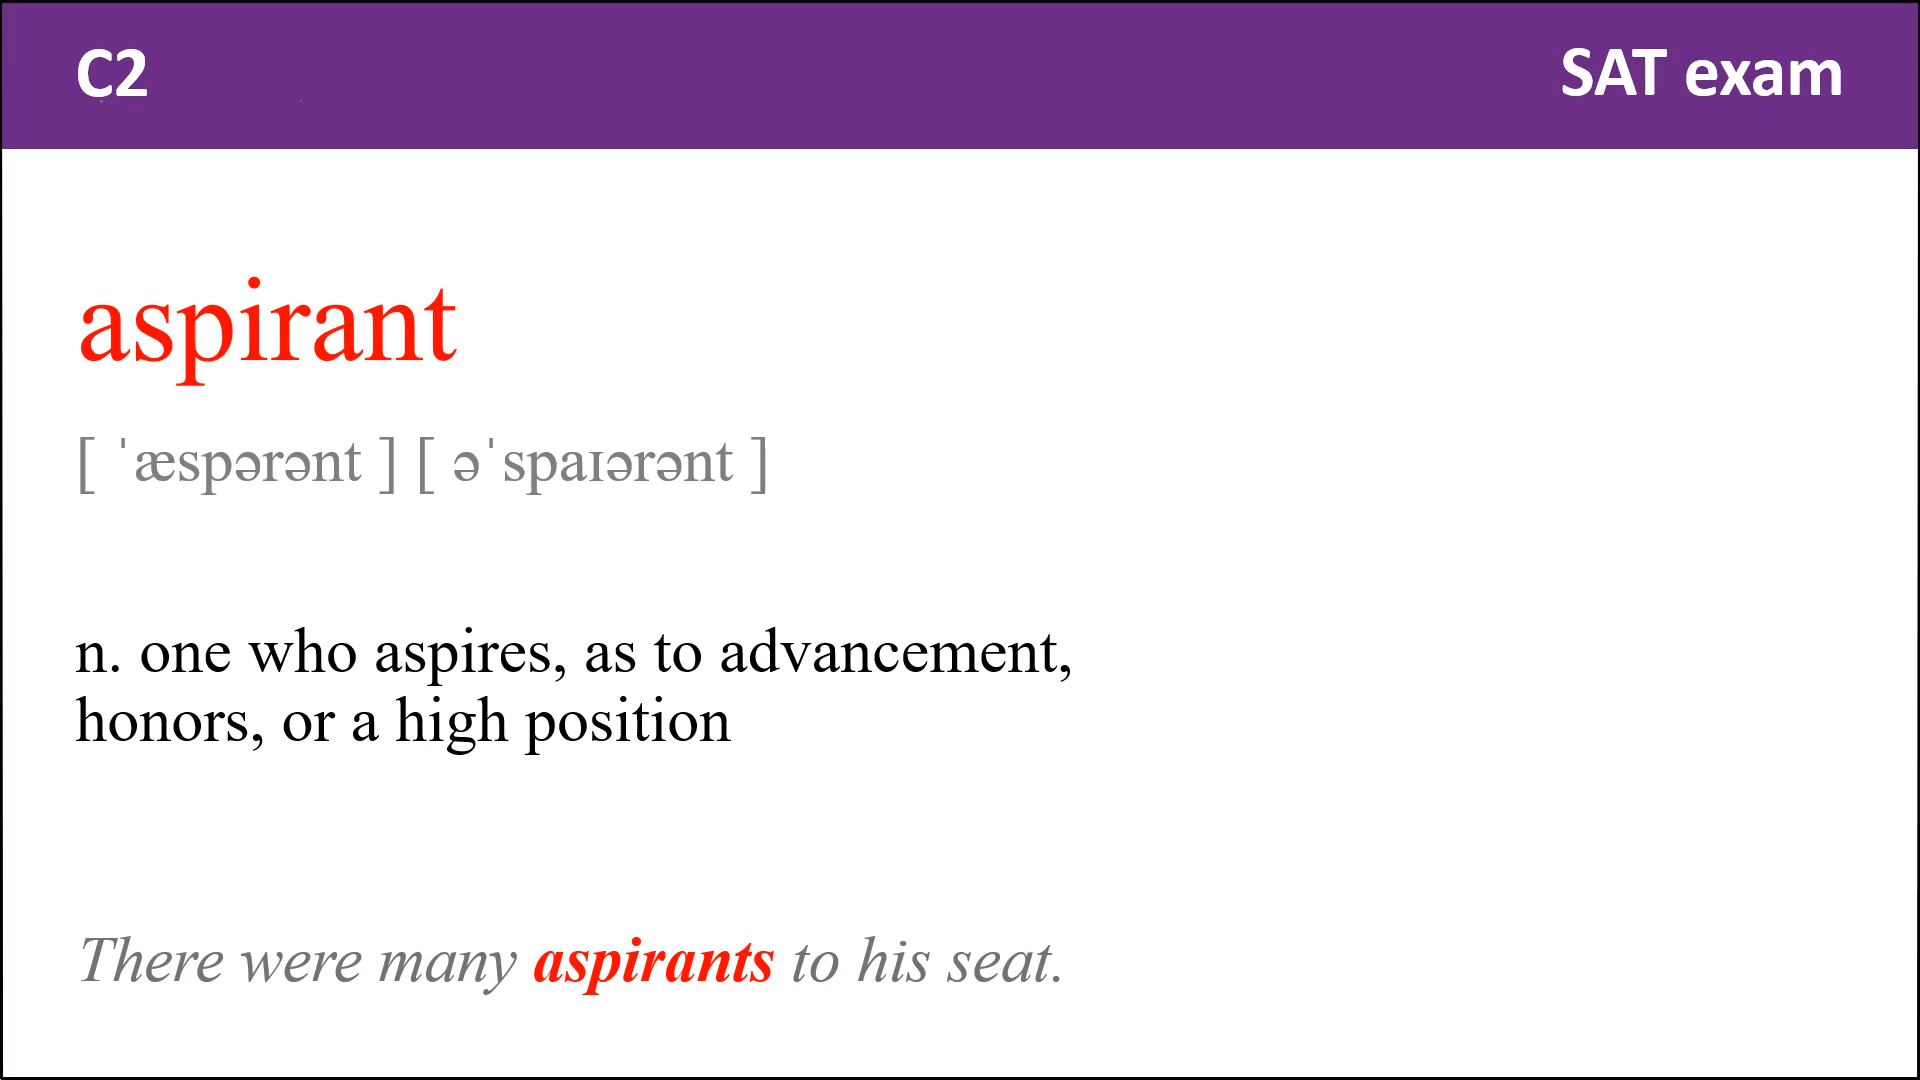 C2 SAT exam
aspirant
[ ˈæspərənt ] [ əˈspaɪərənt ]
n. one who aspires, as to advancement,
honors, or a high position
There were many aspirants to his seat.